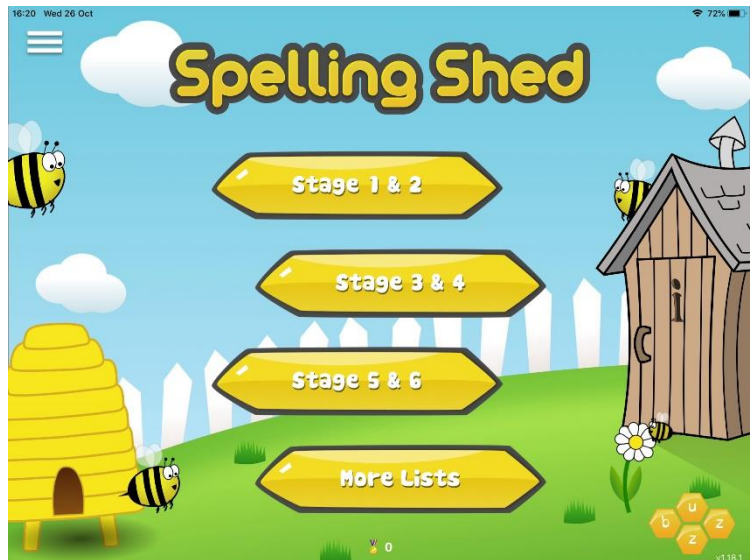 16:20 Wed 26 Oct
72%
Spelling Shed
Stage 1 & 2
Stage 3 & 4
i
Stage 5 & 6
More Lists
u
b z
z
0
v1.18.1